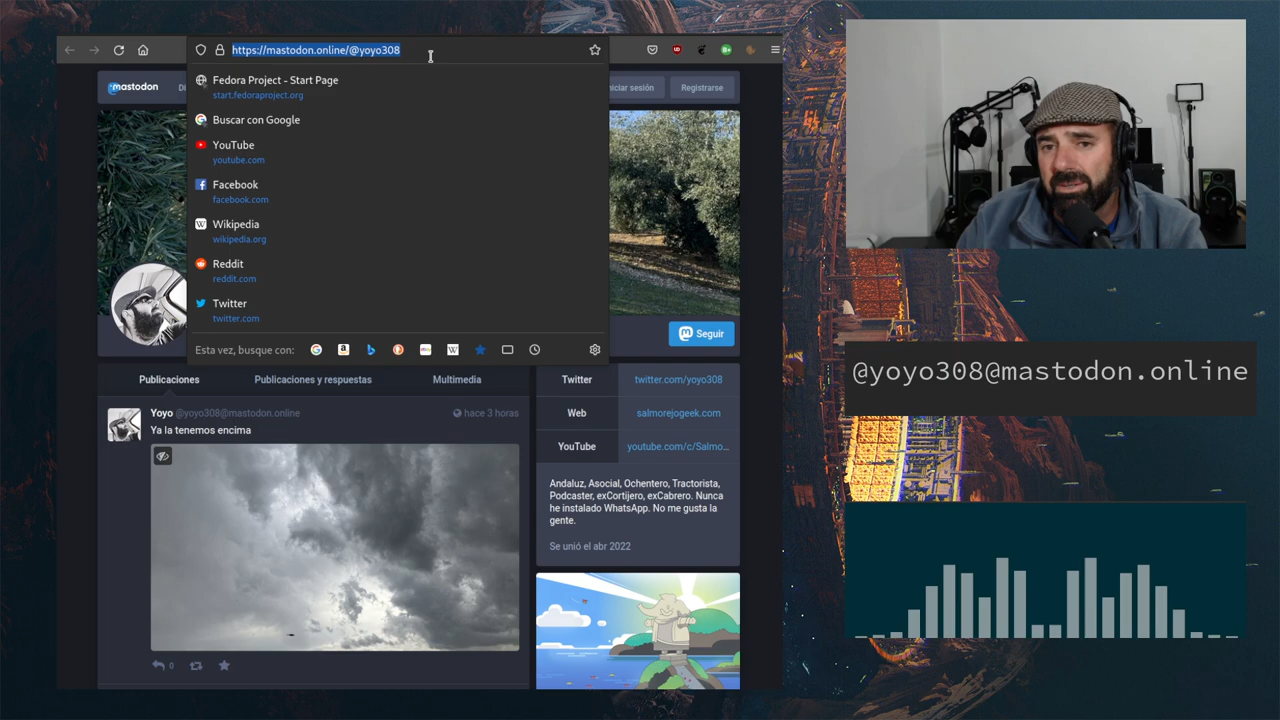 https://mastodon.online/@yoyo308
Fedora Project - Start Page
start.fedoraproject.org
Buscar con Google
YouTube
youtube.com
Facebook
facebook.com
Wikipedia
wikipedia.org
Reddit
reddit.com
Twitter
twitter.com
Esta vez, busque con:
mastodon
Di
niciar sesión
Registrarse
Seguir
Publicaciones
Publicaciones y respuestas
Multimedia
Yoyo @yoyo308@mastodon.online
hace 3 horas
Ya la tenemos encima
0
Twitter
twitter.com/yoyo308
Web
salmorejogeek.com
YouTube
youtube.com/c/Salmo...
Andaluz, Asocial, Ochentero, Tractorista,
Podcaster, exCortijero, exCabrero. Nunca
he instalado WhatsApp. No me gusta la
gente.
Se unió el abr 2022
@yoyo308@mastodon.online